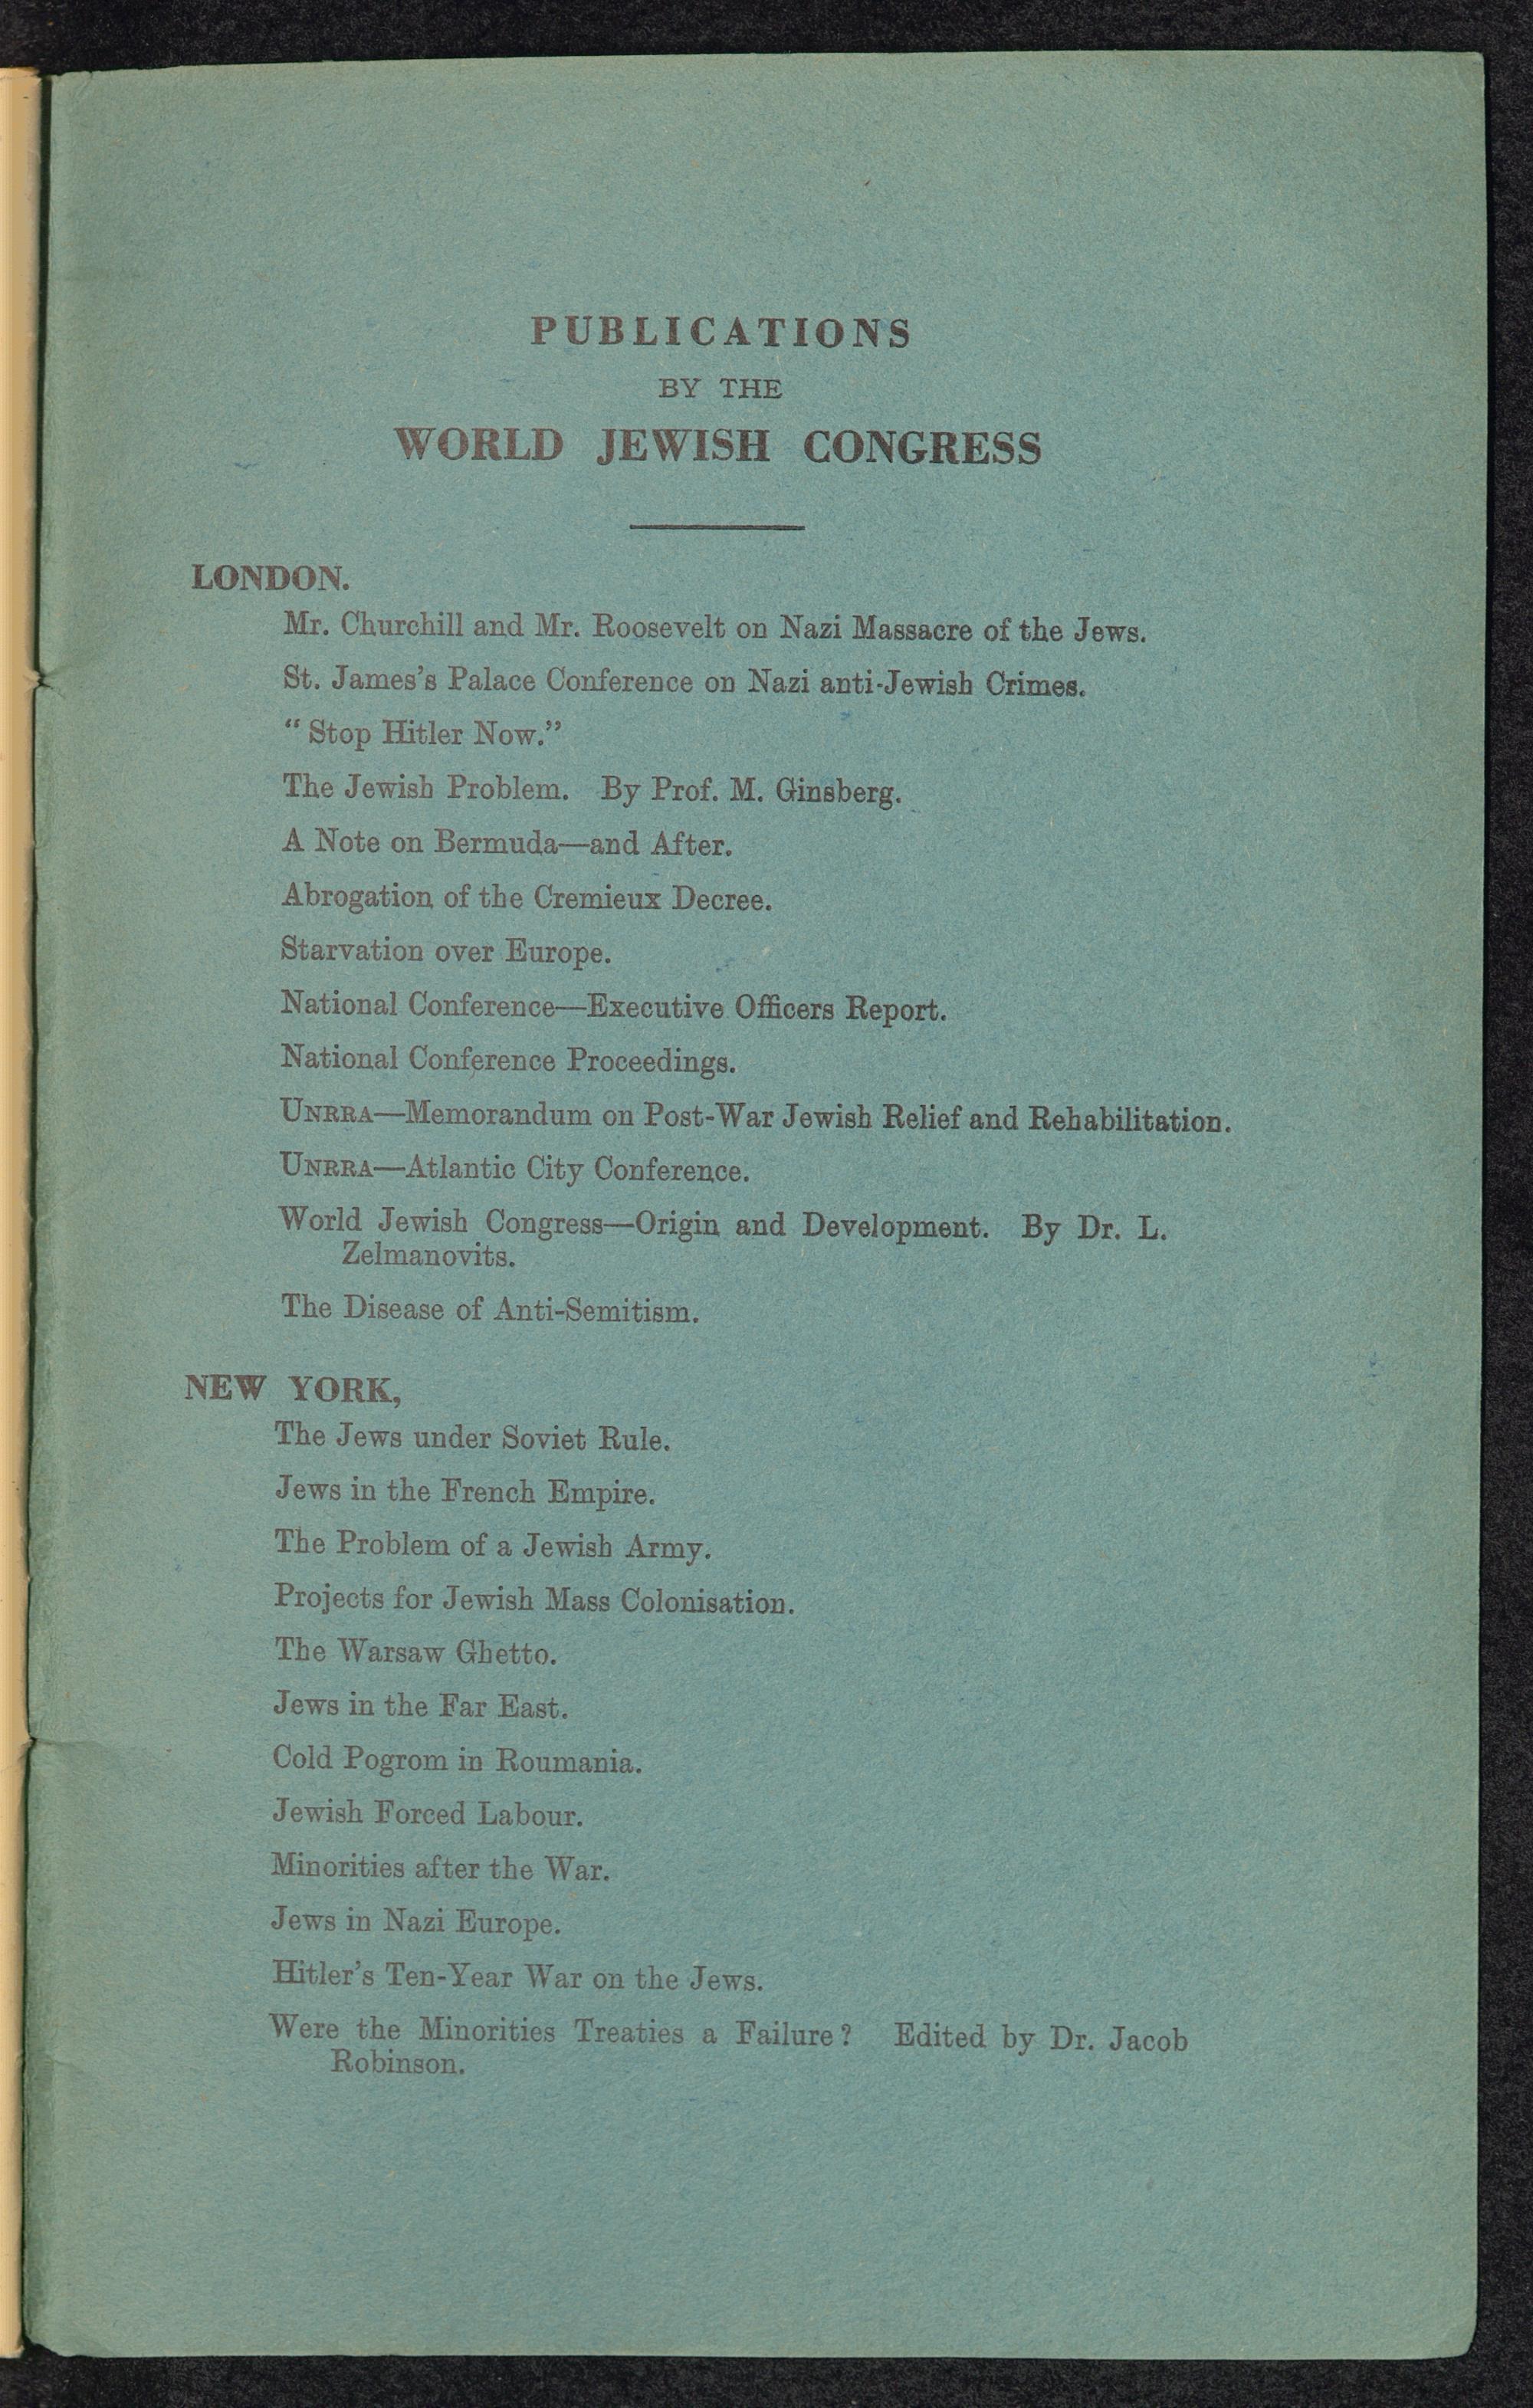 PUBLICATIONS
BY THE
WORLD JEWISH CONGRESS
LONDON.
Mr. Churchill and Mr. Roosevelt on Nazi Massacre of the Jews.
St. James's Palace Conference on Nazi anti-Jewish Crimes.
" Stop Hitler Now."
The Jewish Problem. By Prof. M. Ginsberg.
A Note on Bermuda—and After.
Abrogation of the Cremieux Decree.
Starvation over Europe.
National Conference—Executive Officers Report.
National Conference Proceedings.
UNRRA—Memorandum on Post-War Jewish Relief and Rehabilitation.
UNRRA—Atlantic City Conference.
World Jewish Congress—Origin and Development. By Dr. L.
Zelmanovits.
The Disease of Anti-Semitism.
NEW YORK,
The Jews under Soviet Rule.
Jews in the French Empire.
The Problem of a Jewish Army.
Projects for Jewish Mass Colonisation.
The Warsaw Ghetto.
Jews in the Far East.
Cold Pogrom in Roumania.
Jewish Forced Labour.
Minorities after the War.
Jews in Nazi Europe.
Hitler's Ten-Year War on the Jews.
Were the Minorities Treaties a Failure? Edited by Dr. Jacob
Robinson.